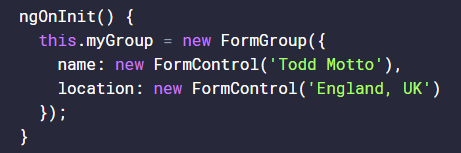 ngOnInit() {
  this.myGroup = new FormGroup({
    name: new FormControl('Todd Motto'),
    location: new FormControl('England, UK')
  });
}